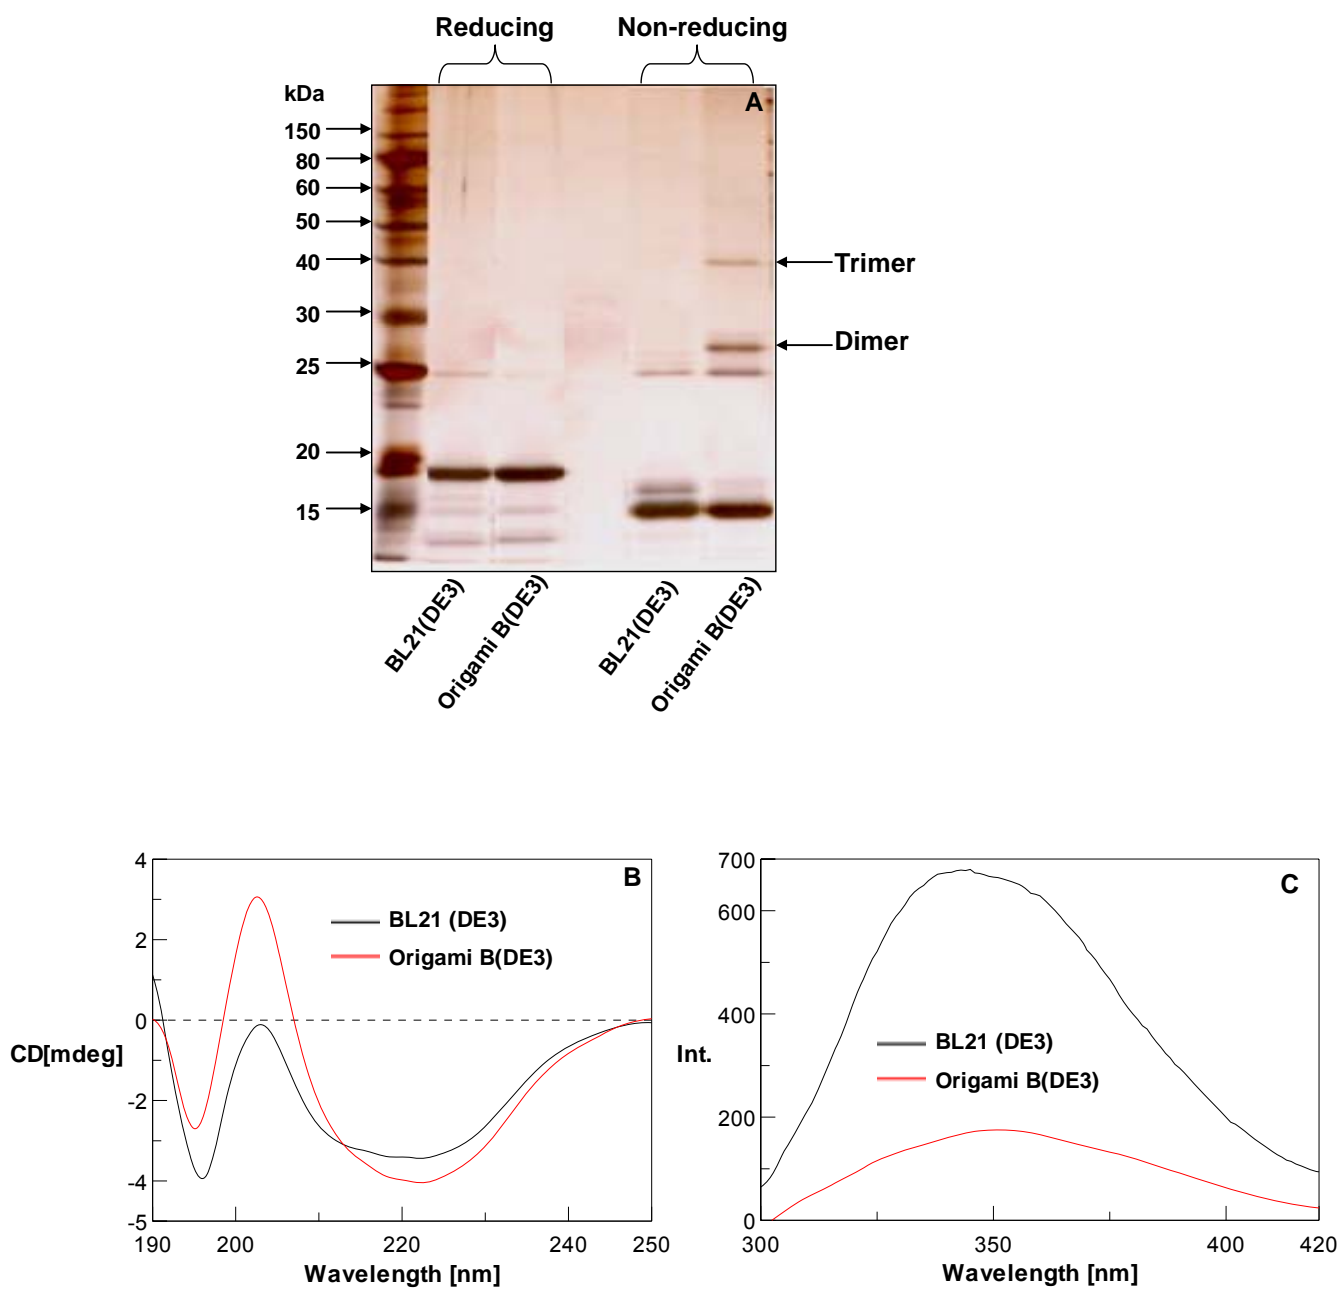 Reducing Non-reducing
kDa
A
150
80
60
50
40
Trimer
30
Dimer
25
20
15
BL21(DE3)
Origami B(DE3)
BL21(DE3)
Origami B(DE3)
B
4
2
0
-2
-4
-5
CD[mdeg]
BL21 (DE3)
Origami B(DE3)
190 200 220 240 250
Wavelength [nm]
C
700
600
400
200
0
Int.
BL21 (DE3)
Origami B(DE3)
300 350 400 420
Wavelength [nm]